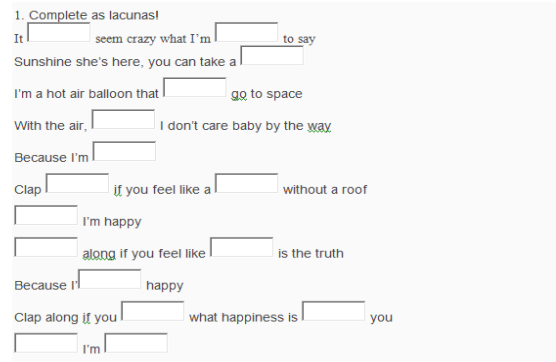 1. Complete as lacunas!
It seem crazy what I'm to say
Sunshine she's here, you can take a
I'm a hot air balloon that go to space
With the air, I don't care baby by the way
Because I'm
Clap if you feel like a without a roof
I'm happy
along if you feel like is the truth
Because I' happy
Clap along if you what happiness is you
I'm